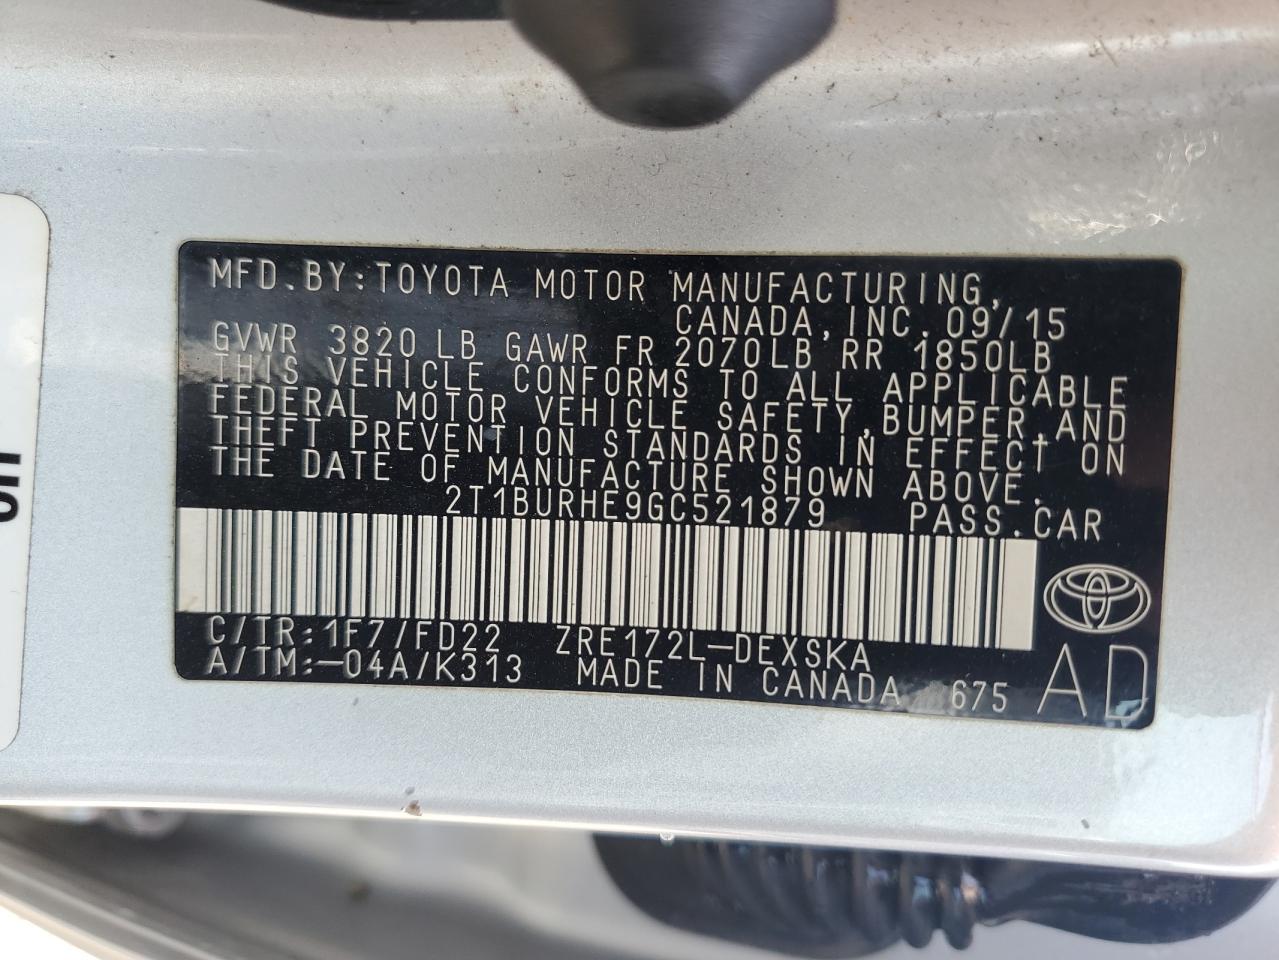 MFD.BY:TOYOTA MOTOR MANUFACTURING,
CANADA,INC. 09/15
GVWR 3820 LB GAWR FR 2070LB RR 1850LB
THIS VEHICLE CONFORMS TO ALL APPLICABLE
FEDERAL MOTOR VEHICLE SAFETY,BUMPER,AND
THEFT PREVENTION STANDARDS IN EFFECT ON
THE DATE OF MANUFACTURE SHOWN ABOVE.
2T1BURHE9GC521879 PASS.CAR
C/TR:1F7/FD22 ZRE172L-DEXSKA
A/TM:-04A/K313 MADE IN CANADA 675 AD